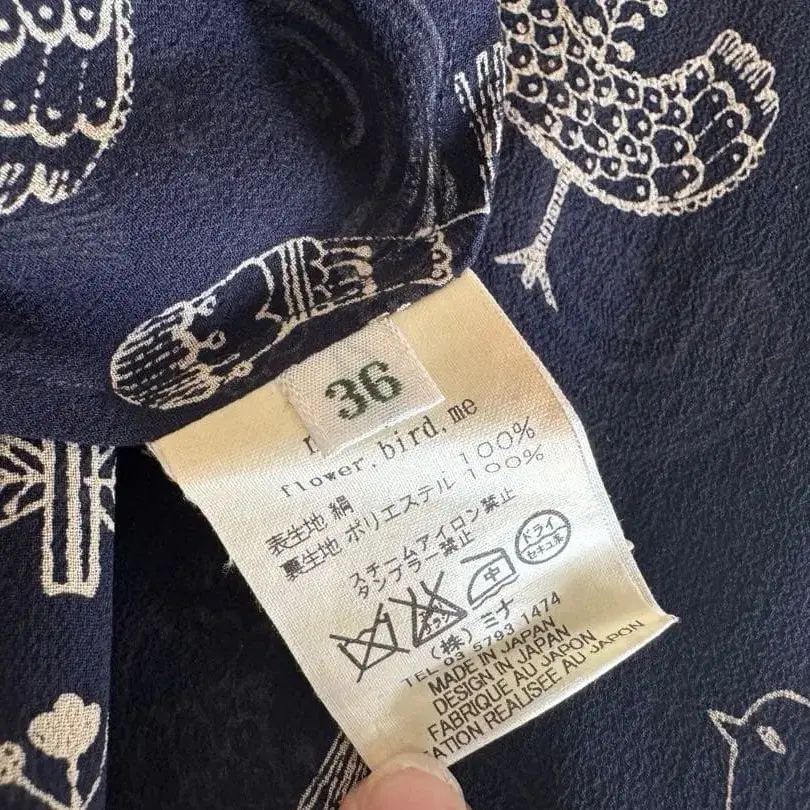 36
flower.bird.me
表生地 絹 100%
裏生地 ポリエステル 100%
スチームアイロン禁止
タンブラー禁止
中
ドライ
セキユ系
(株) ミナ
TEL 03 5793 1474
MADE IN JAPAN
DESIGN IN JAPAN
FABRIQUE AU JAPON
ATION REALISEE AU JAPON